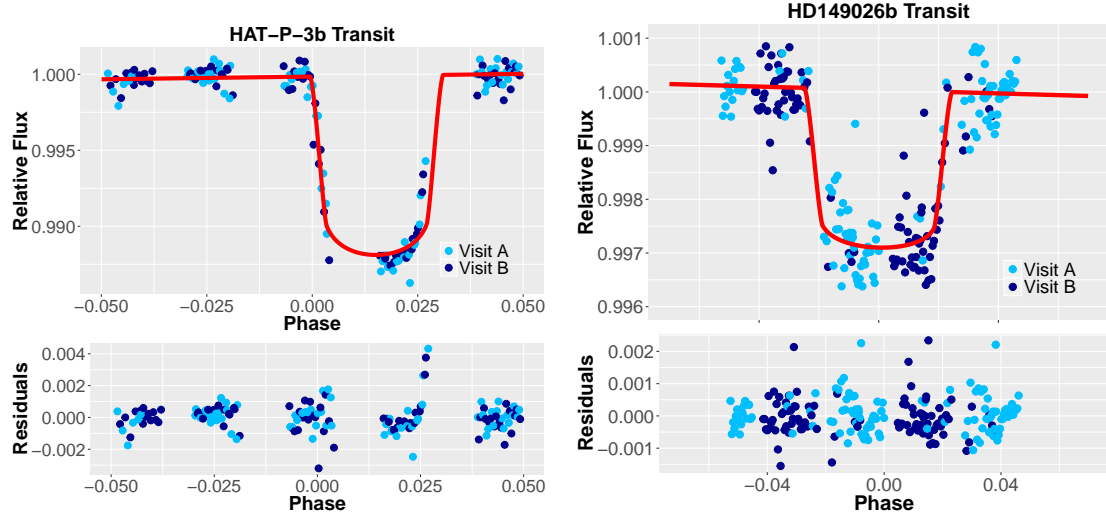 HAT−P−3b Transit
Relative Flux
1.000
0.995
0.990
Visit A
Visit B
−0.050 −0.025 0.000 0.025 0.050
Phase
Residuals
0.004
0.002
0.000
−0.002
−0.050 −0.025 0.000 0.025 0.050
Phase
HD149026b Transit
Relative Flux
1.001
1.000
0.999
0.998
0.997
0.996
Visit A
Visit B
Residuals
0.002
0.001
0.000
−0.001
−0.04 0.00 0.04
Phase